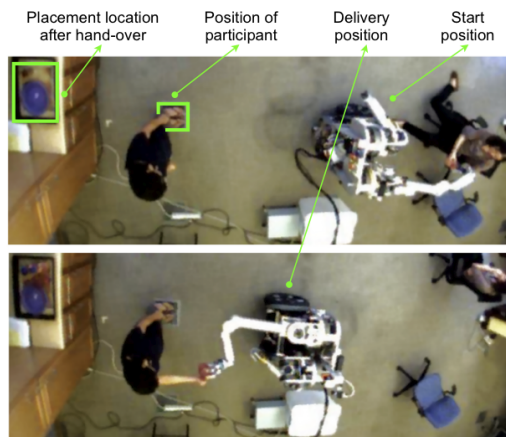 Placement location
after hand-over
Position of
participant
Delivery
position
Start
position